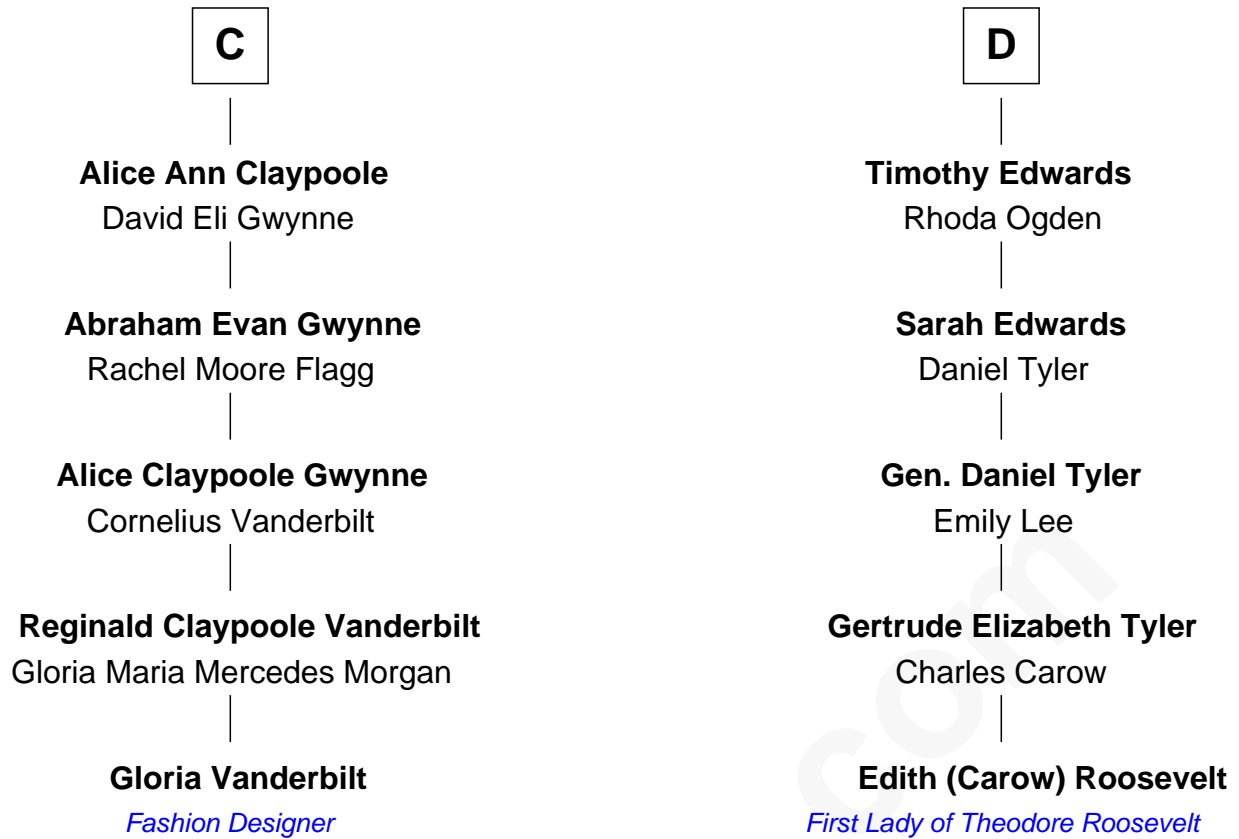 C
Alice Ann Claypoole
David Eli Gwynne
Abraham Evan Gwynne
Rachel Moore Flagg
Alice Claypoole Gwynne
Cornelius Vanderbilt
Reginald Claypoole Vanderbilt
Gloria Maria Mercedes Morgan
Gloria Vanderbilt
Fashion Designer
D
Timothy Edwards
Rhoda Ogden
Sarah Edwards
Daniel Tyler
Gen. Daniel Tyler
Emily Lee
Gertrude Elizabeth Tyler
Charles Carow
Edith (Carow) Roosevelt
First Lady of Theodore Roosevelt
com